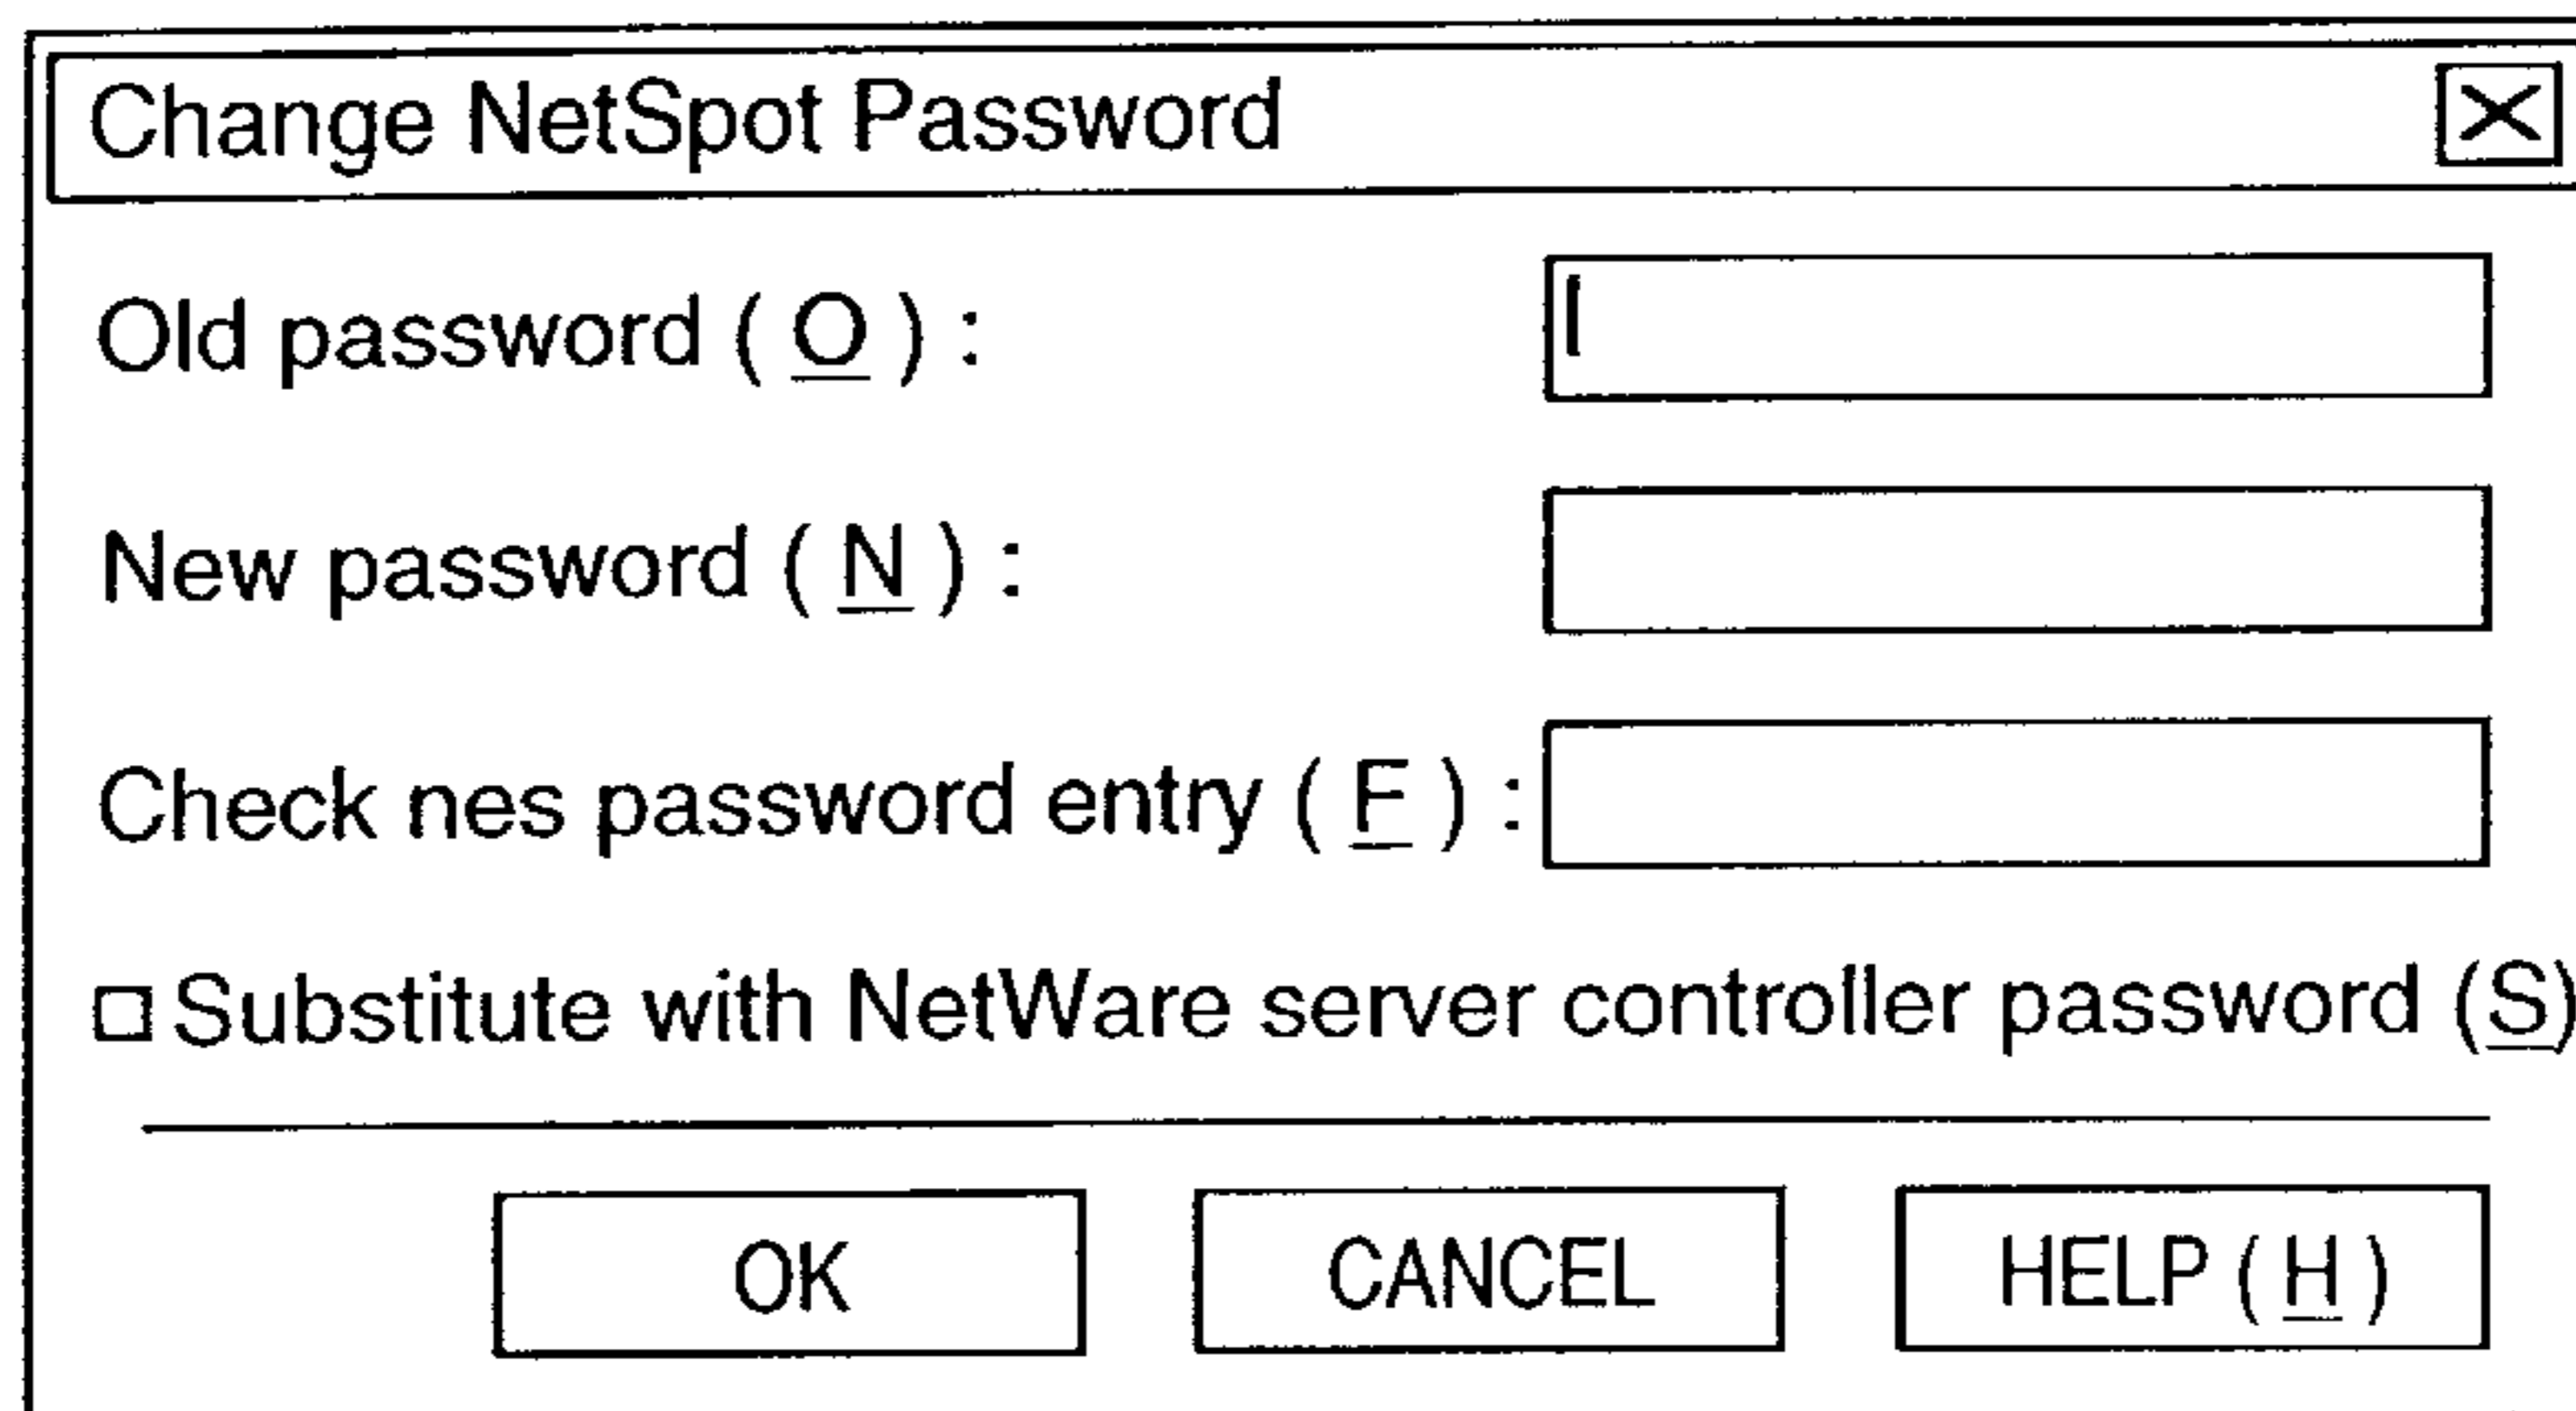 Change NetSpot Password
Old password ( O ) :
New password ( N ) :
Check nes password entry ( F ) :
Substitute with NetWare server controller password (S)
OK CANCEL HELP ( H )